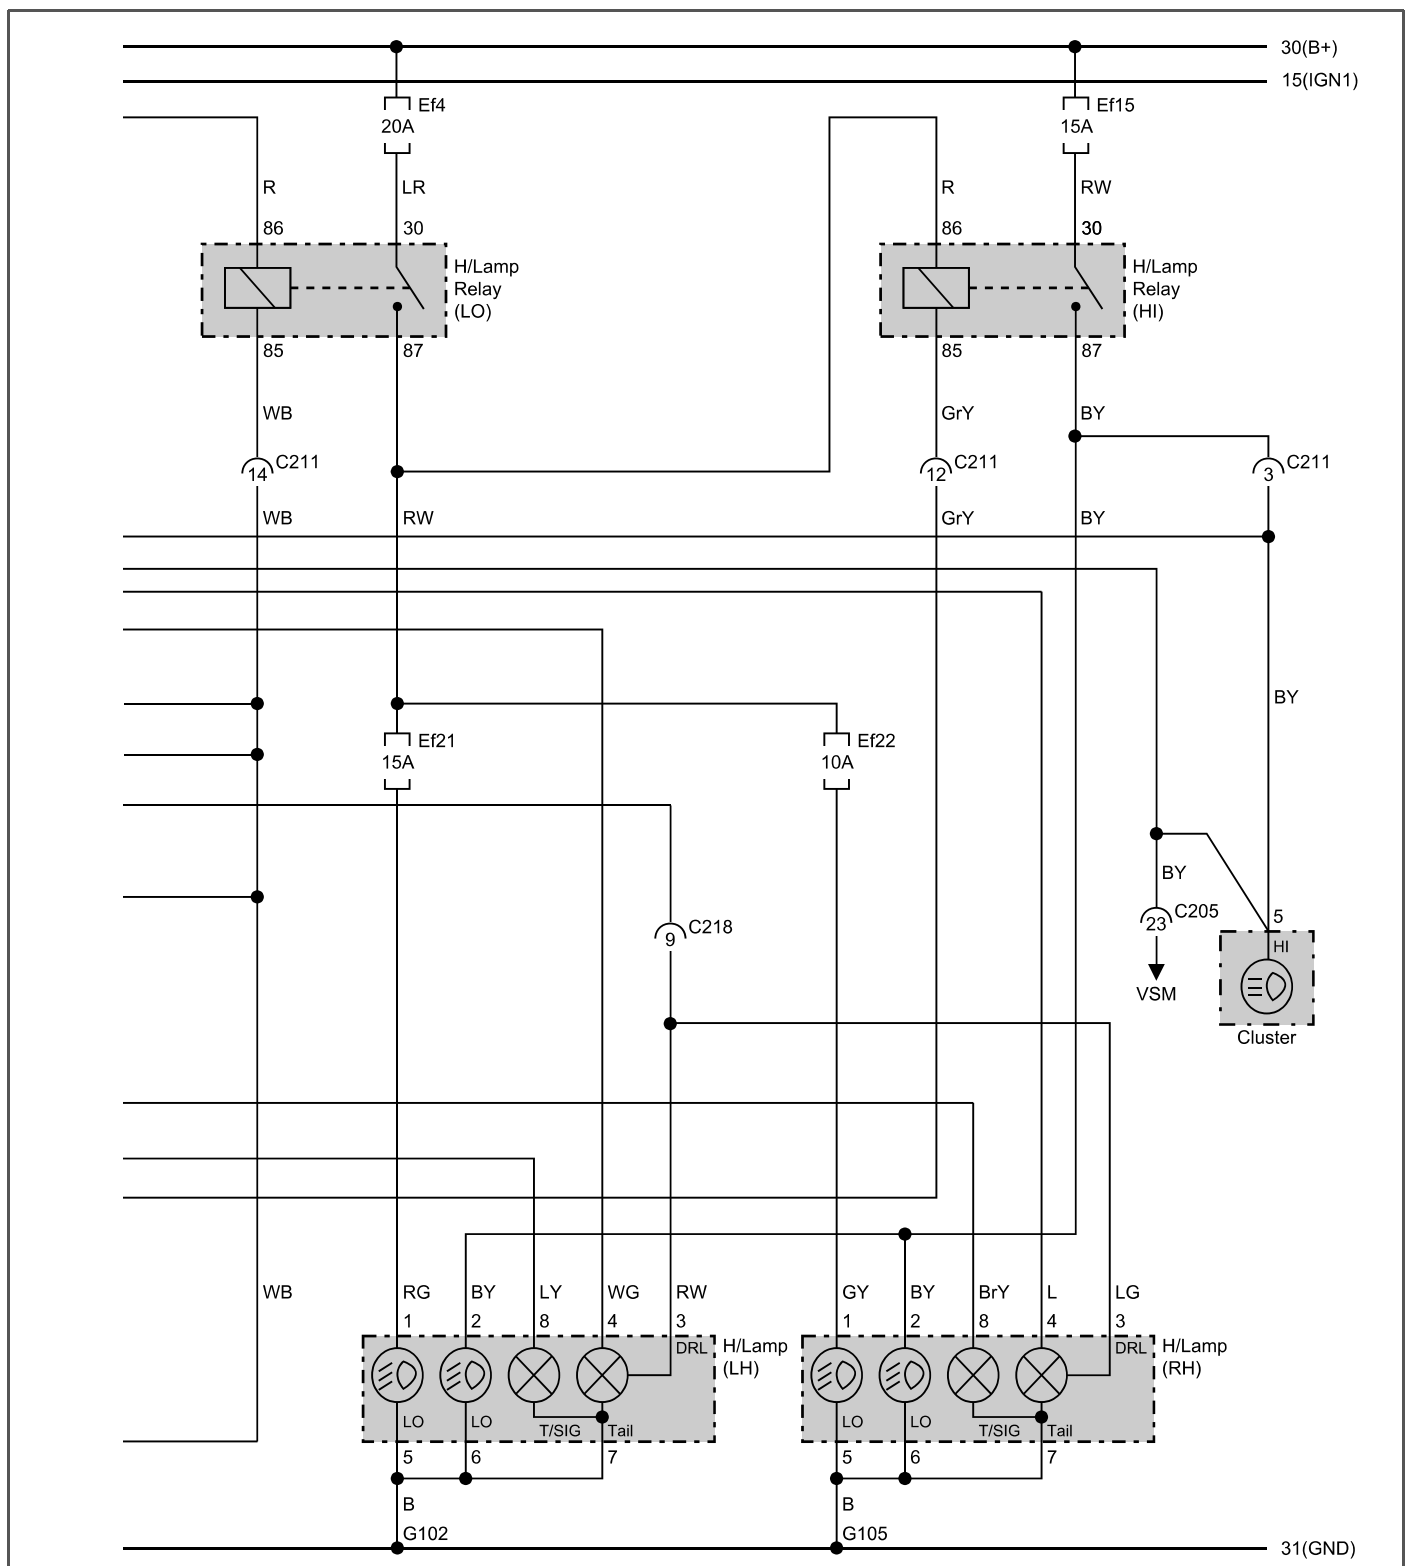 30(B+)
15(IGN1)
Ef4
Ef15
20A
15A
R
LR
R
RW
86
30
86
30
H/Lamp
Relay
(LO)
H/Lamp
Relay
(HI)
85
87
85
87
WB
GrY
BY
14
C211
12
C211
3
C211
WB
RW
GrY
BY
BY
Ef21
15A
Ef22
10A
BY
23
C205
5
HI
9
C218
VSM
Cluster
WB
RG
BY
LY
WG
RW
GY
BY
BrY
L
LG
1
2
8
4
3
1
2
8
4
3
DRL
H/Lamp
(LH)
DRL
H/Lamp
(RH)
LO
LO
T/SIG
Tail
LO
LO
T/SIG
Tail
5
6
7
5
6
7
B
B
G102
G105
31(GND)